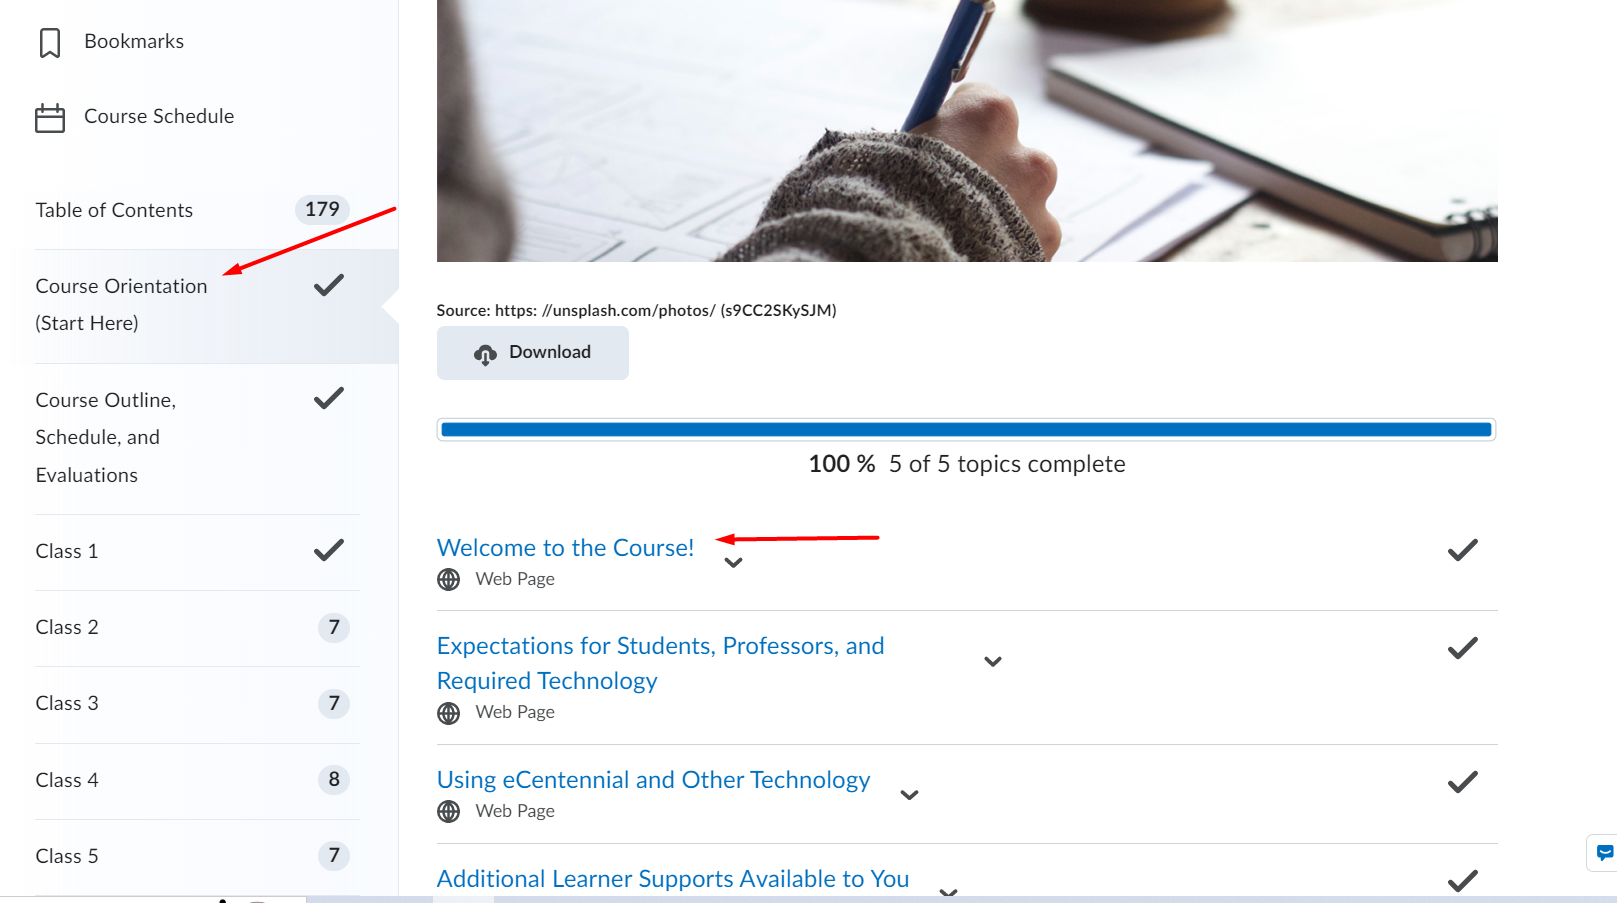 Bookmarks
Course Schedule
Table of Contents 179
Course Orientation
(Start Here)
Course Outline,
Schedule, and
Evaluations
Class 1
Class 2 7
Class 3 7
Class 4 8
Class 5 7
Source: https: //unsplash.com/photos/ (s9CC2SKySJM)
Download
100 % 5 of 5 topics complete
Welcome to the Course!
Web Page
Expectations for Students, Professors, and
Required Technology
Web Page
Using eCentennial and Other Technology
Web Page
Additional Learner Supports Available to You